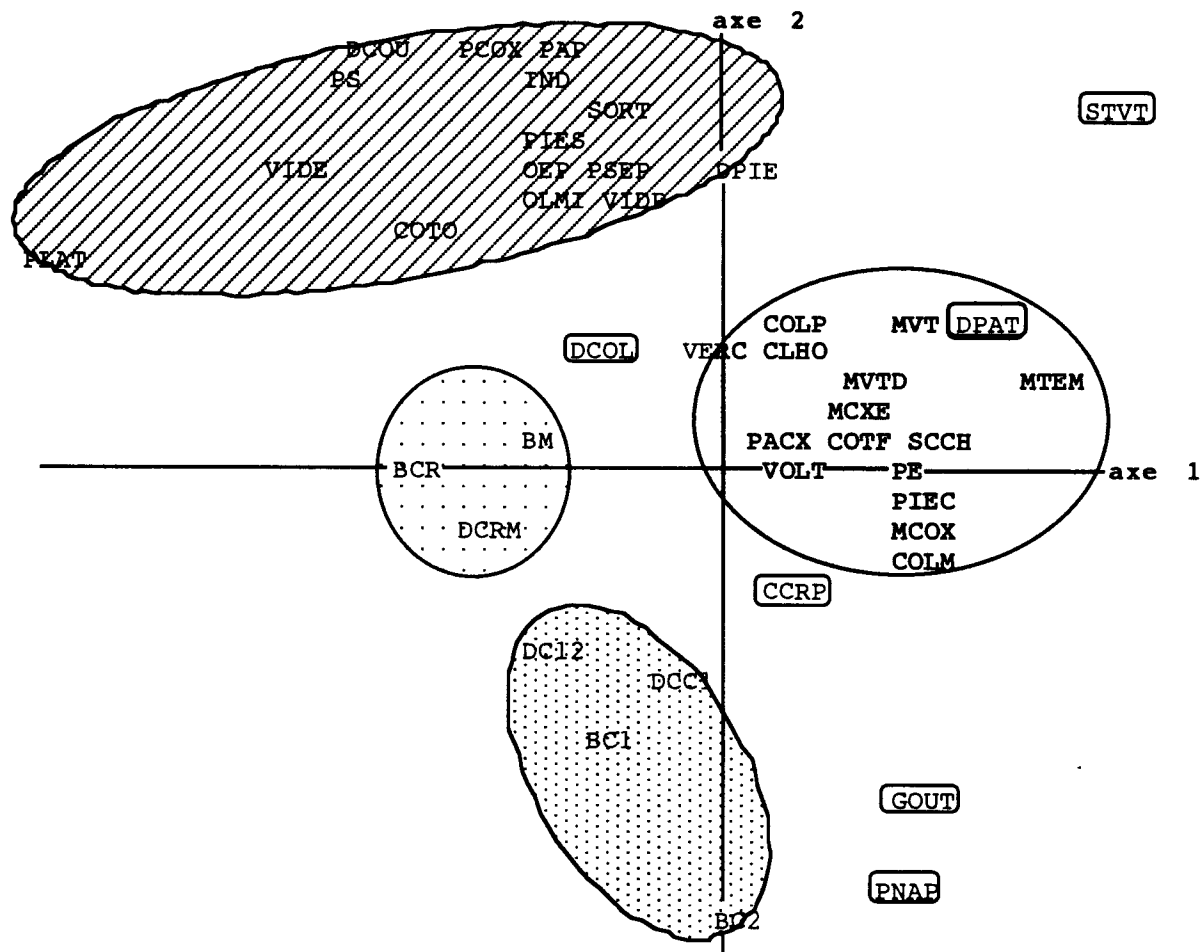 axe 2
DCOU PCOX PAP
PS IND
SORT STVT
PIES
VIDE OEP PSEP DPIE
OLMI VIDP
COTO
PLAT
COLP MVT DPAT
DCOL VERC CLHO
MVTD MTEM
MCXE
BM PACX COTF SCCH
BCR VOLT PE axe 1
PIEC
DCRM MCOX
COLM
CCRP
DC12
DCC1
BC1
GOUT
PNAP
BC2